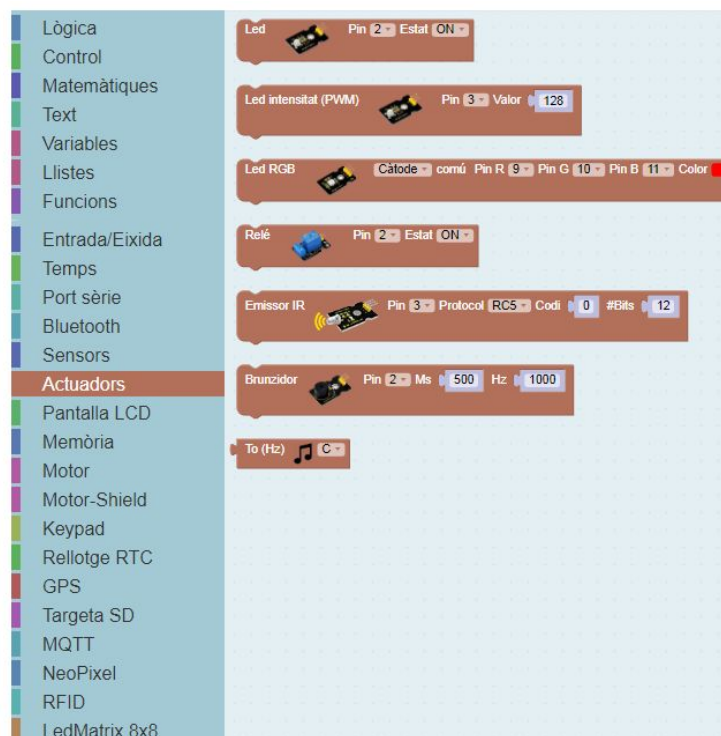 Lògica
Control
Matemàtiques
Text
Variables
Llistes
Funcions
Entrada/Eixida
Temps
Port sèrie
Bluetooth
Sensors
Actuadors
Pantalla LCD
Memòria
Motor
Motor-Shield
Keypad
Rellotge RTC
GPS
Targeta SD
MQTT
NeoPixel
RFID
LedMatrix 8x8
Led Pin 2 Estat ON
Led intensitat (PWM) Pin 3 Valor 128
Led RGB Càtode comú Pin R 9 Pin G 10 Pin B 11 Color
Relé Pin 2 Estat ON
Emissor IR Pin 3 Protocol RC5 Codi 0 #Bits 12
Brunzidor Pin 2 Ms 500 Hz 1000
To (Hz) C